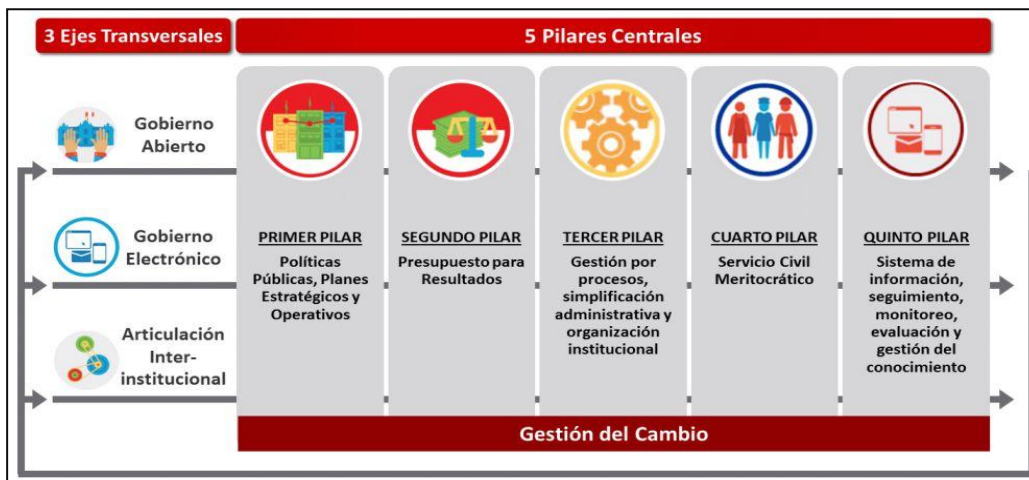 3 Ejes Transversales
5 Pilares Centrales
Gobierno
Abierto
Gobierno
Electrónico
Articulación
Inter-
institucional
PRIMER PILAR
Políticas
Públicas, Planes
Estratégicos y
Operativos
SEGUNDO PILAR
Presupuesto para
Resultados
TERCER PILAR
Gestión por
procesos,
simplificación
administrativa y
organización
institucional
CUARTO PILAR
Servicio Civil
Meritocrático
QUINTO PILAR
Sistema de
información,
seguimiento,
monitoreo,
evaluación y
gestión del
conocimiento
Gestión del Cambio